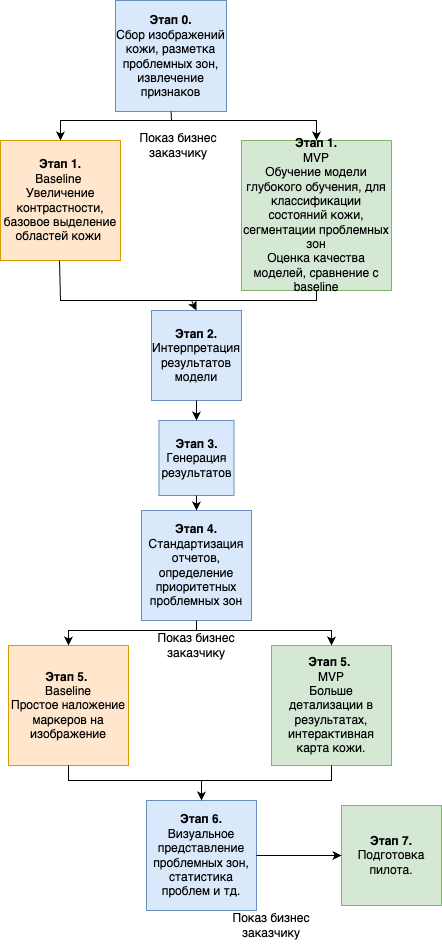 Этап 0.
Сбор изображений
кожи, разметка
проблемных зон,
извлечение
признаков
Показ бизнес
заказчику
Этап 1.
Baseline
Увеличение
контрастности,
базовое выделение
областей кожи
Этап 1.
MVP
Обучение модели
глубокого обучения, для
классификации
состояний кожи,
сегментации проблемных
зон
Оценка качества
моделей, сравнение с
baseline
Этап 2.
Интерпретация
результатов
модели
Этап 3.
Генерация
результатов
Этап 4.
Стандартизация
отчетов,
определение
приоритетных
проблемных зон
Показ бизнес
заказчику
Этап 5.
Baseline
Простое наложение
маркеров на
изображение
Этап 5.
MVP
Больше
детализации в
результатах,
интерактивная
карта кожи.
Этап 6.
Визуальное
представление
проблемных зон,
статистика
проблем и тд.
Этап 7.
Подготовка
пилота.
Показ бизнес
заказчику